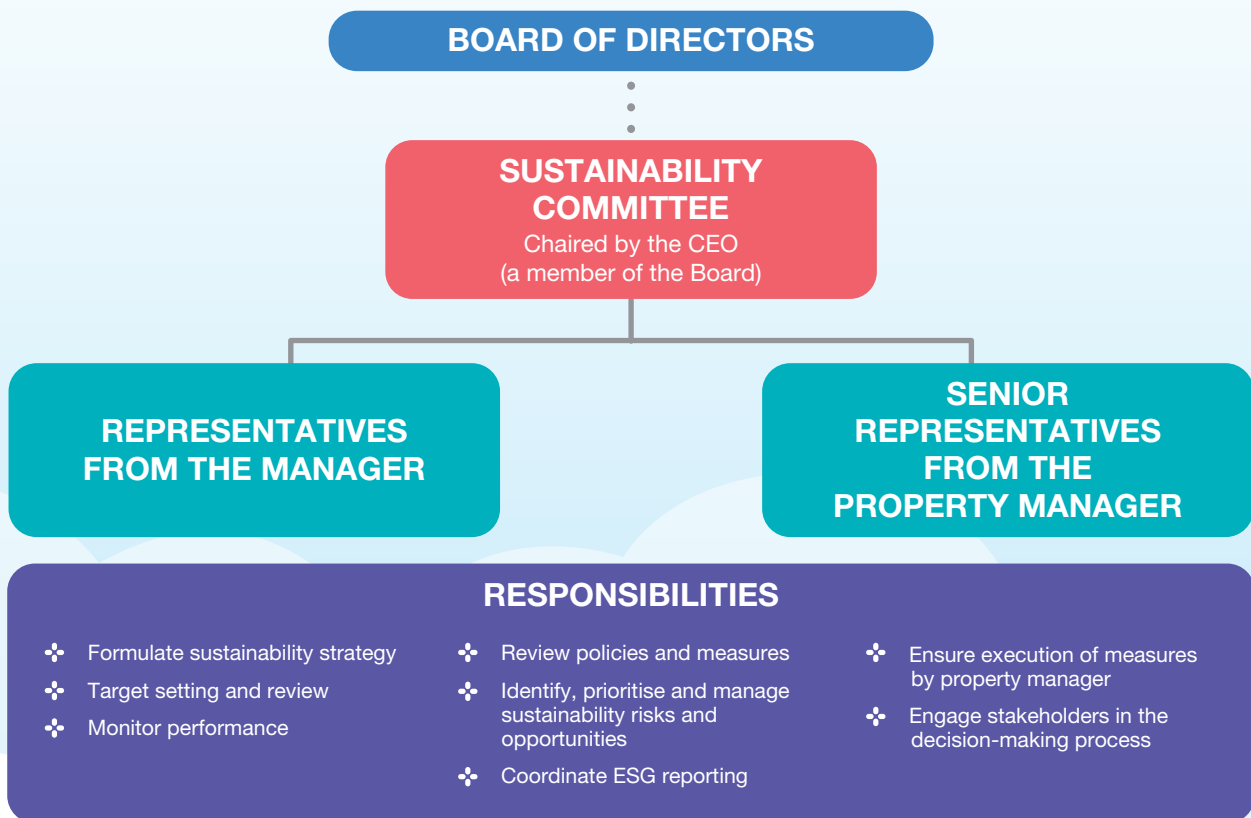 BOARD OF DIRECTORS
SUSTAINABILITY
COMMITTEE
Chaired by the CEO
(a member of the Board)
REPRESENTATIVES
FROM THE MANAGER
SENIOR
REPRESENTATIVES
FROM THE
PROPERTY MANAGER
RESPONSIBILITIES
Formulate sustainability strategy
Target setting and review
Monitor performance
Review policies and measures
Identify, prioritise and manage
sustainability risks and
opportunities
Coordinate ESG reporting
Ensure execution of measures
by property manager
Engage stakeholders in the
decision-making process